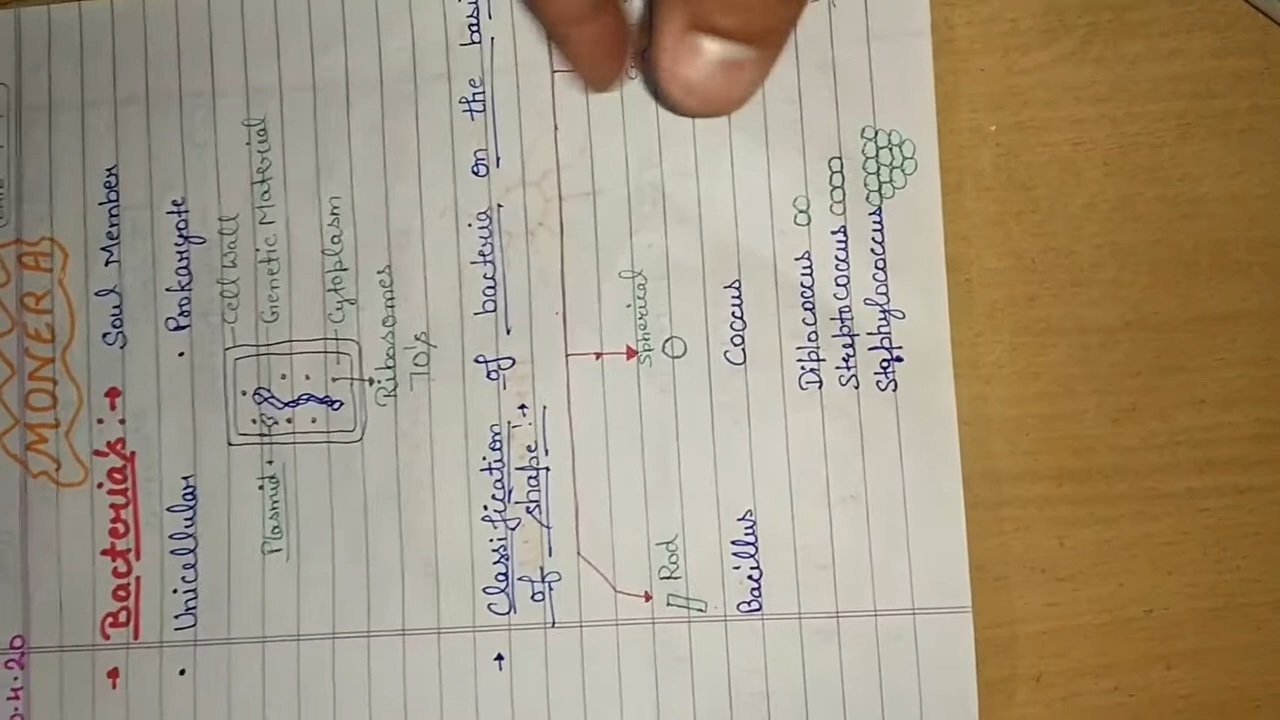 MONERA
→ Bacteria's:→ Soul Member
• Unicellular • Prokaryote
Cell Wall
Plasmid Genetic Material
Cytoplasm
Ribosomes
70's
→ Classification of bacteria on the basi
of shape:→
Rod Spherical
Bacillus Coccus
Diplococcus
Streptococcus
Staphylococcus